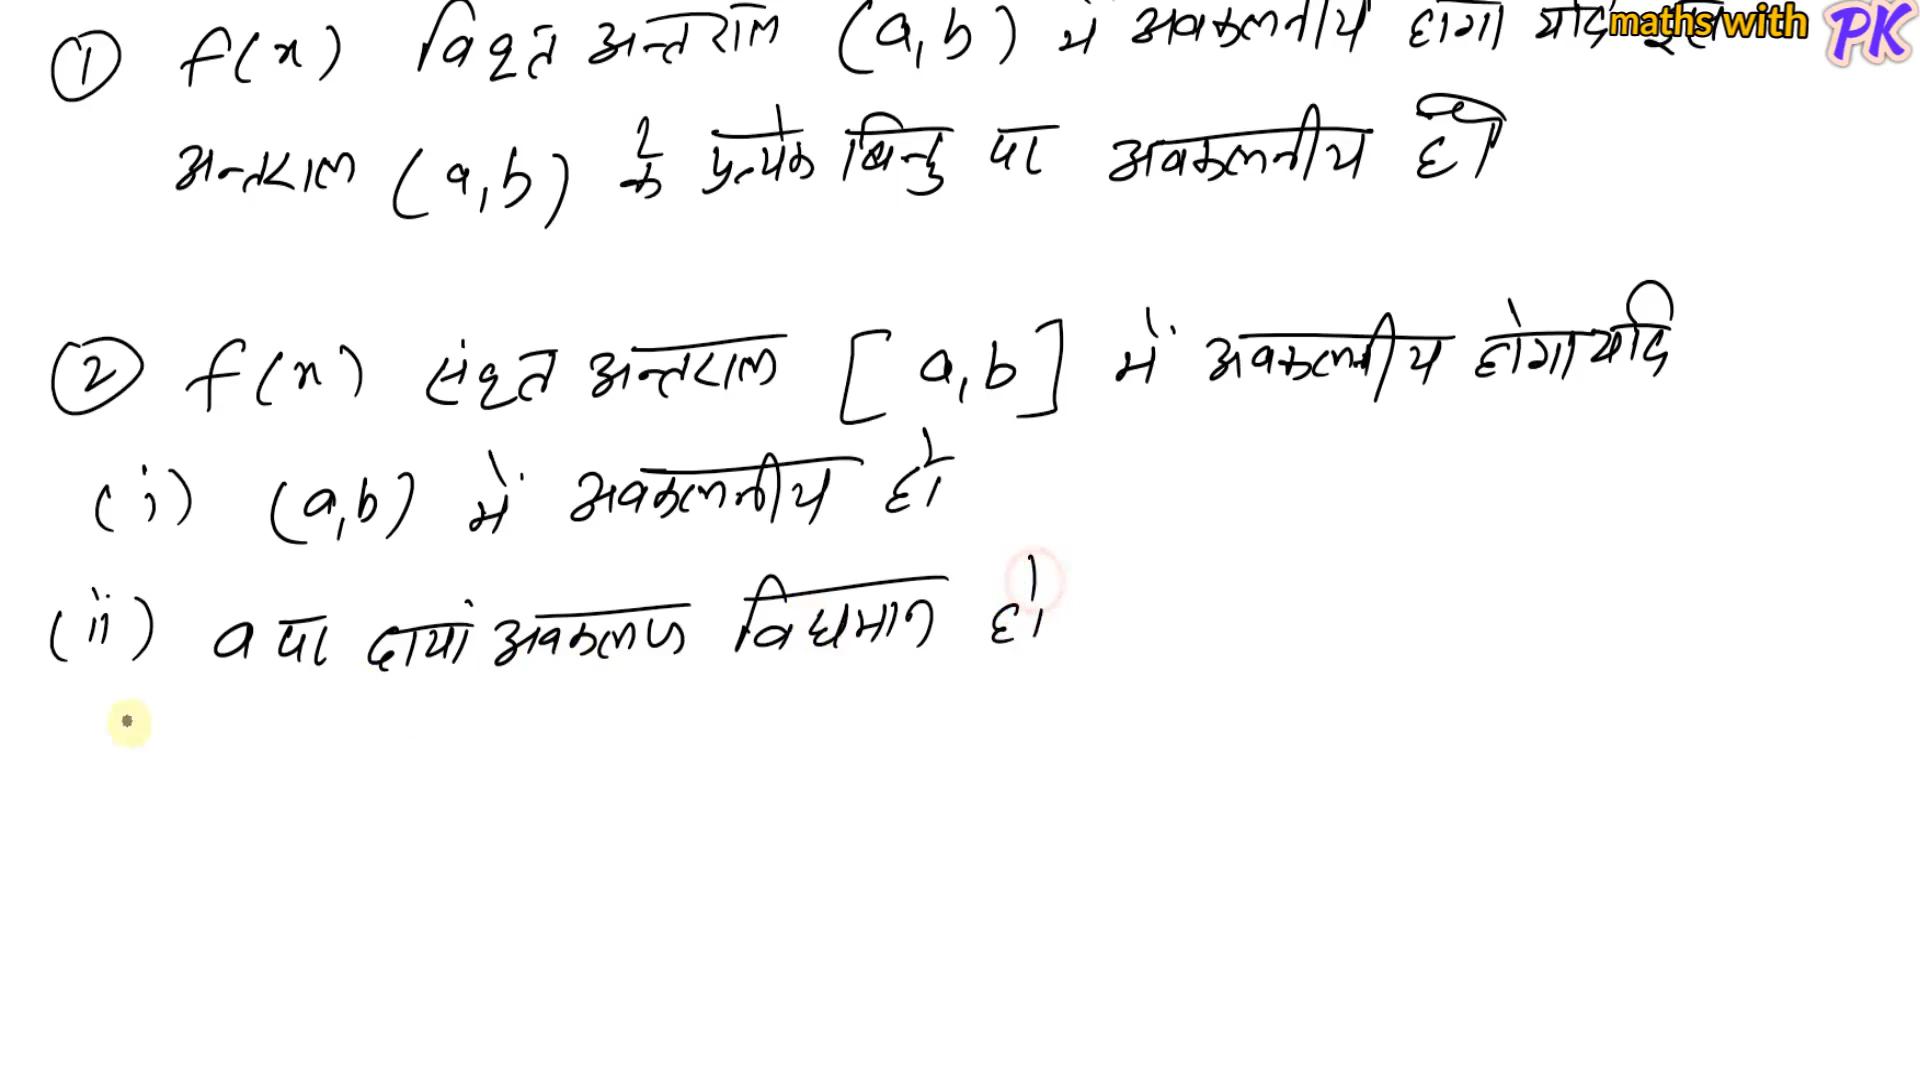 ① f(x) विवृत अन्तराल (a,b) में अवकलनीय होगा यदि इस
maths with PK
अन्तराल (a,b) के प्रत्येक बिन्दु पर अवकलनीय हो
② f(x) संवृत अन्तराल [a,b] में अवकलनीय होगा यदि
(i) (a,b) में अवकलनीय हो
(ii) a पर दायां अवकलज विद्यमान हो